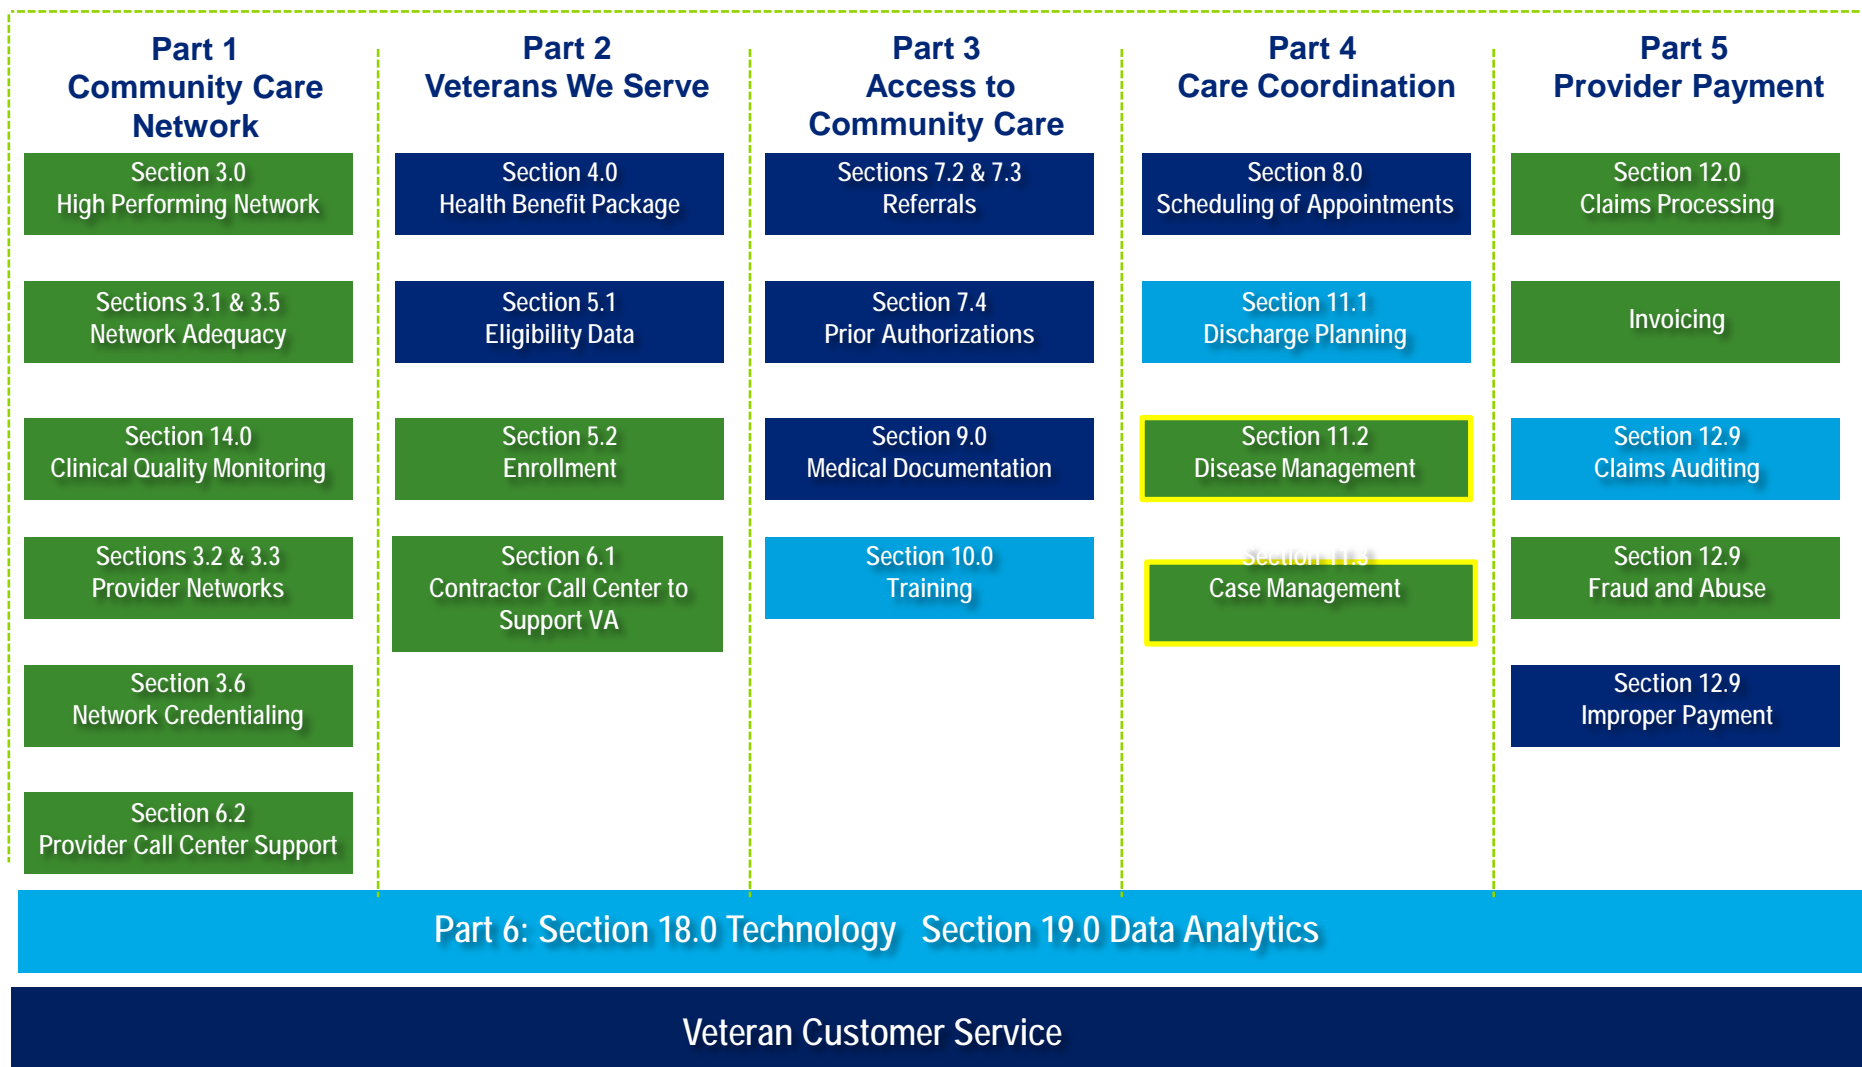 Part 1
Community Care
Network
Section 3.0
High Performing Network
Sections 3.1 & 3.5
Network Adequacy
Section 14.0
Clinical Quality Monitoring
Sections 3.2 & 3.3
Provider Networks
Section 3.6
Network Credentialing
Section 6.2
Provider Call Center Support
Part 2
Veterans We Serve
Section 4.0
Health Benefit Package
Section 5.1
Eligibility Data
Section 5.2
Enrollment
Section 6.1
Contractor Call Center to
Support VA
Part 3
Access to
Community Care
Sections 7.2 & 7.3
Referrals
Section 7.4
Prior Authorizations
Section 9.0
Medical Documentation
Section 10.0
Training
Part 4
Care Coordination
Section 8.0
Scheduling of Appointments
Section 11.1
Discharge Planning
Section 11.2
Disease Management
Section 11.3
Case Management
Part 5
Provider Payment
Section 12.0
Claims Processing
Invoicing
Section 12.9
Claims Auditing
Section 12.9
Fraud and Abuse
Section 12.9
Improper Payment
Part 6: Section 18.0 Technology Section 19.0 Data Analytics
Veteran Customer Service